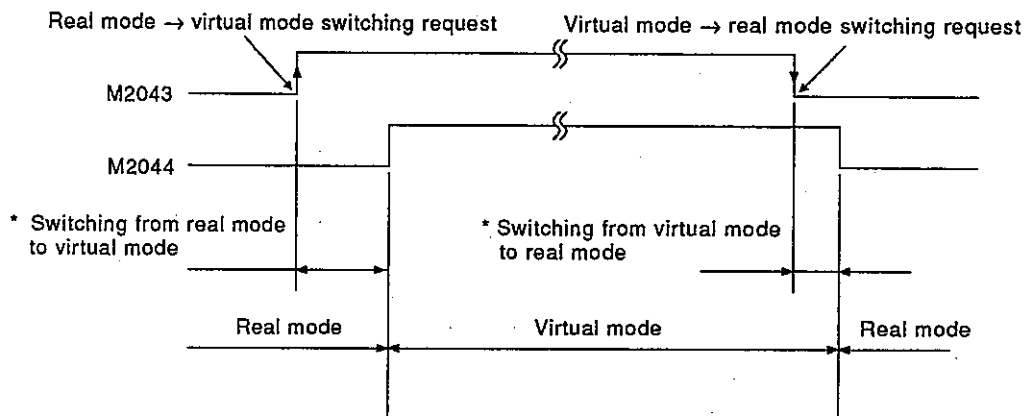 Real mode → virtual mode switching request
Virtual mode → real mode switching request
M2043
M2044
* Switching from real mode
to virtual mode
* Switching from virtual mode
to real mode
Real mode
Virtual mode
Real mode